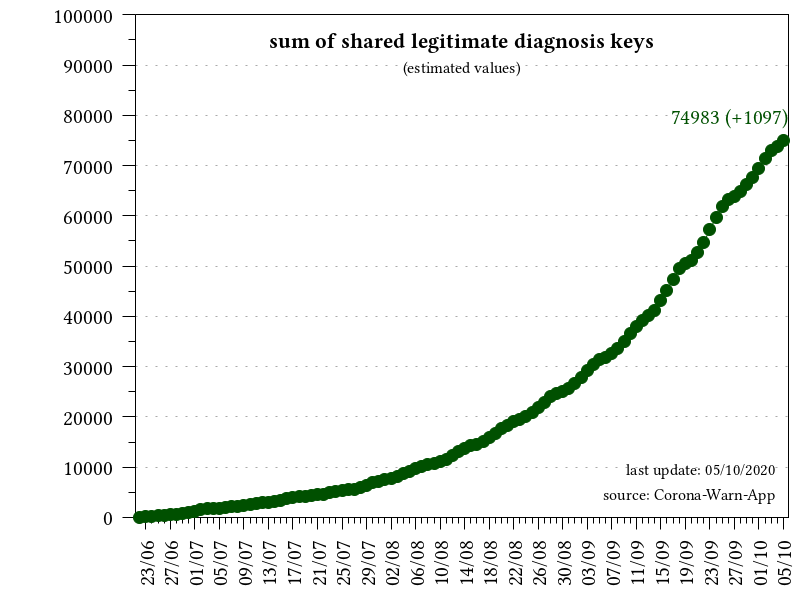 sum of shared legitimate diagnosis keys
(estimated values)
74983 (+1097)
100000
90000
80000
70000
60000
50000
40000
30000
20000
10000
0
last update: 05/10/2020
source: Corona-Warn-App
23/06 27/06 01/07 05/07 09/07 13/07 17/07 21/07 25/07 29/07 02/08 06/08 10/08 14/08 18/08 22/08 26/08 30/08 03/09 07/09 11/09 15/09 19/09 23/09 27/09 01/10 05/10